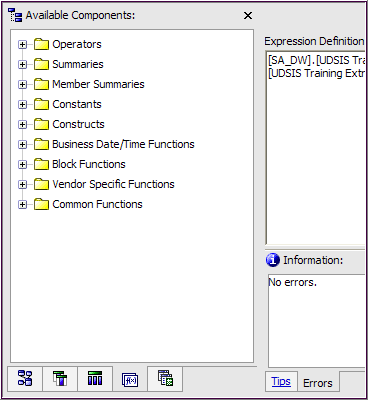 Available Components:
Operators
Summaries
Member Summaries
Constants
Constructs
Business Date/Time Functions
Block Functions
Vendor Specific Functions
Common Functions
f(x)
Expression Definition
[SA_DW].[UDSIS Tra
[UDSIS Training Extr
Information:
No errors.
Tips Errors